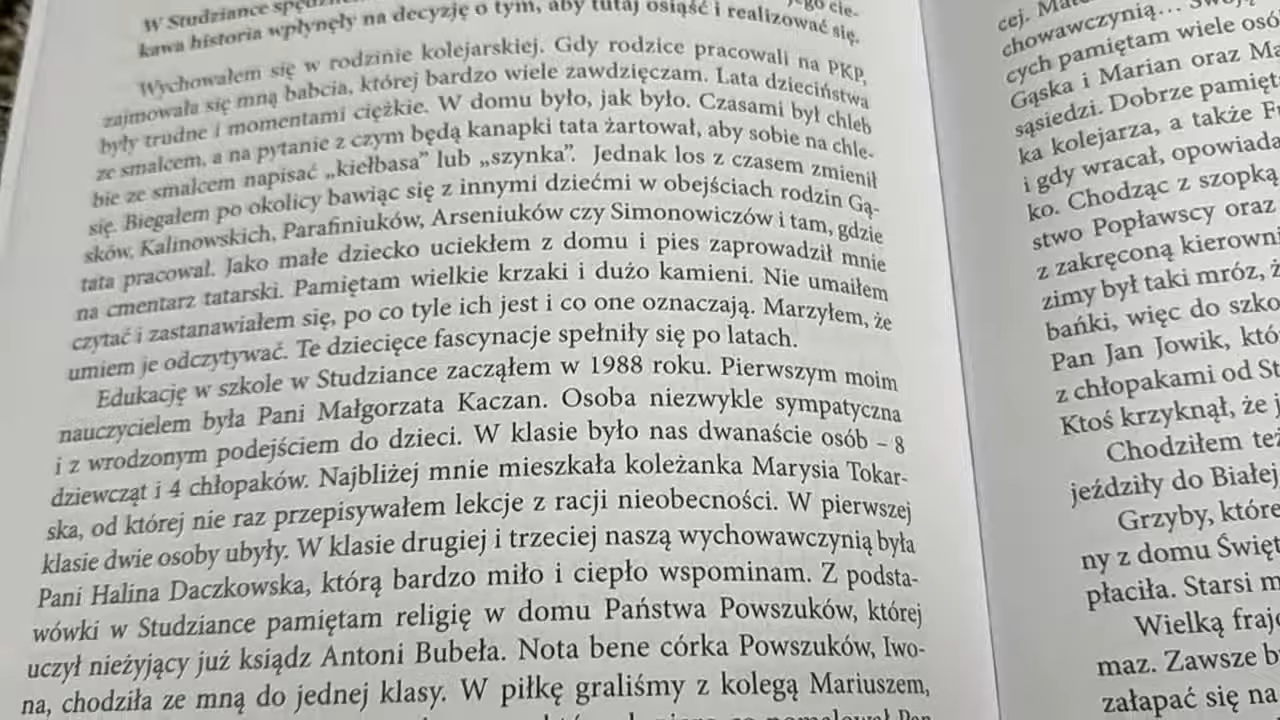 W Studziance
kawa historia wpłynęły na decyzję o tym, aby tutaj osiąść i realizować się.
Wychowałem się w rodzinie kolejarskiej. Gdy rodzice pracowali na PKP,
zajmowała się mną babcia, której bardzo wiele zawdzięczam. Lata dzieciństwa
były trudne i momentami ciężkie. W domu było, jak było. Czasami był chleb
ze smalcem, a na pytanie z czym będą kanapki tata żartował, aby sobie na chle-
bie ze smalcem napisać „kiełbasa” lub „szynka”. Jednak los z czasem zmienił
się. Biegałem po okolicy bawiąc się z innymi dziećmi w obejściach rodzin Gą-
sków, Kalinowskich, Parafiniuków, Arseniuków czy Simonowiczów i tam, gdzie
tata pracował. Jako małe dziecko uciekłem z domu i pies zaprowadził mnie
na cmentarz tatarski. Pamiętam wielkie krzaki i dużo kamieni. Nie umaiłem
czytać i zastanawiałem się, po co tyle ich jest i co one oznaczają. Marzyłem, że
umiem je odczytywać. Te dziecięce fascynacje spełniły się po latach.
Edukację w szkole w Studziance zacząłem w 1988 roku. Pierwszym moim
nauczycielem była Pani Małgorzata Kaczan. Osoba niezwykle sympatyczna
i z wrodzonym podejściem do dzieci. W klasie było nas dwanaście osób – 8
dziewcząt i 4 chłopaków. Najbliżej mnie mieszkała koleżanka Marysia Tokar-
ska, od której nie raz przepisywałem lekcje z racji nieobecności. W pierwszej
klasie dwie osoby ubyły. W klasie drugiej i trzeciej naszą wychowawczynią była
Pani Halina Daczkowska, którą bardzo miło i ciepło wspominam. Z podsta-
wówki w Studziance pamiętam religię w domu Państwa Powszuków, której
uczył nieżyjący już ksiądz Antoni Bubeła. Nota bene córka Powszuków, Iwo-
na, chodziła ze mną do jednej klasy. W piłkę graliśmy z kolegą Mariuszem,
cej.
chowawczynią…
cych pamiętam wiele
Gąska i Marian oraz
sąsiedzi. Dobrze
ka kolejarza, a także
i gdy wracał,
ko. Chodząc z szopką
stwo Popławscy oraz
z zakręconą
zimy był taki mróz,
bańki, więc do
Pan Jan Jowik,
z chłopakami od
Ktoś krzyknął, że
Chodziłem
jeździły do Białej
Grzyby, które
ny z domu
płaciła. Starsi
Wielką
maz. Zawsze
załapać się na